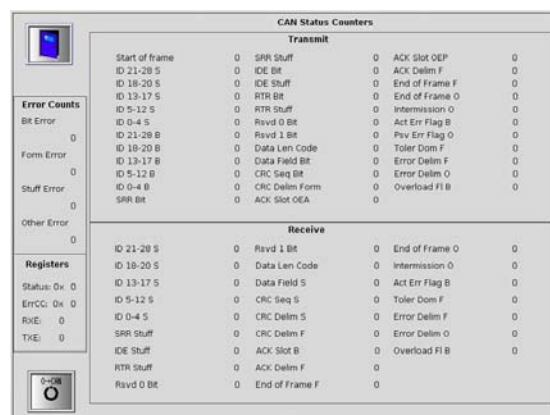 CAN Status Counters
Transmit
Start of frame 0 SRR Stuff 0 ACK Slot OEP 0
ID 21-28 S 0 IDE Bit 0 ACK Delim F 0
ID 18-20 S 0 IDE Stuff 0 End of Frame F 0
ID 13-17 S 0 RTR Bit 0 End of Frame O 0
ID 5-12 S 0 RTR Stuff 0 Intermission O 0
ID 0-4 S 0 Rsvd 0 Bit 0 Act Err Flag B 0
ID 21-28 B 0 Rsvd 1 Bit 0 Psv Err Flag O 0
ID 18-20 B 0 Data Len Code 0 Toler Dom F 0
ID 13-17 B 0 Data Field Bit 0 Error Delim F 0
ID 5-12 B 0 CRC Seq Bit 0 Error Delim O 0
ID 0-4 B 0 CRC Delim Form 0 Overload Fl B 0
SRR Bit 0 ACK Slot OEA 0
Error Counts
Bit Error
0
Form Error
0
Stuff Error
0
Other Error
0
Receive
ID 21-28 S 0 Rsvd 1 Bit 0 End of Frame O 0
ID 18-20 S 0 Data Len Code 0 Intermission O 0
ID 13-17 S 0 Data Field S 0 Act Err Flag B 0
ID 5-12 S 0 CRC Seq S 0 Toler Dom F 0
ID 0-4 S 0 CRC Delim S 0 Error Delim F 0
SRR Stuff 0 CRC Delim F 0 Error Delim O 0
IDE Stuff 0 ACK Slot B 0 Overload Fl B 0
RTR Stuff 0 ACK Delim F 0
Rsvd 0 Bit 0 End of Frame F 0
Registers
Status: 0x 0
ErrCC: 0x 0
RXE: 0
TXE: 0
0→CAN